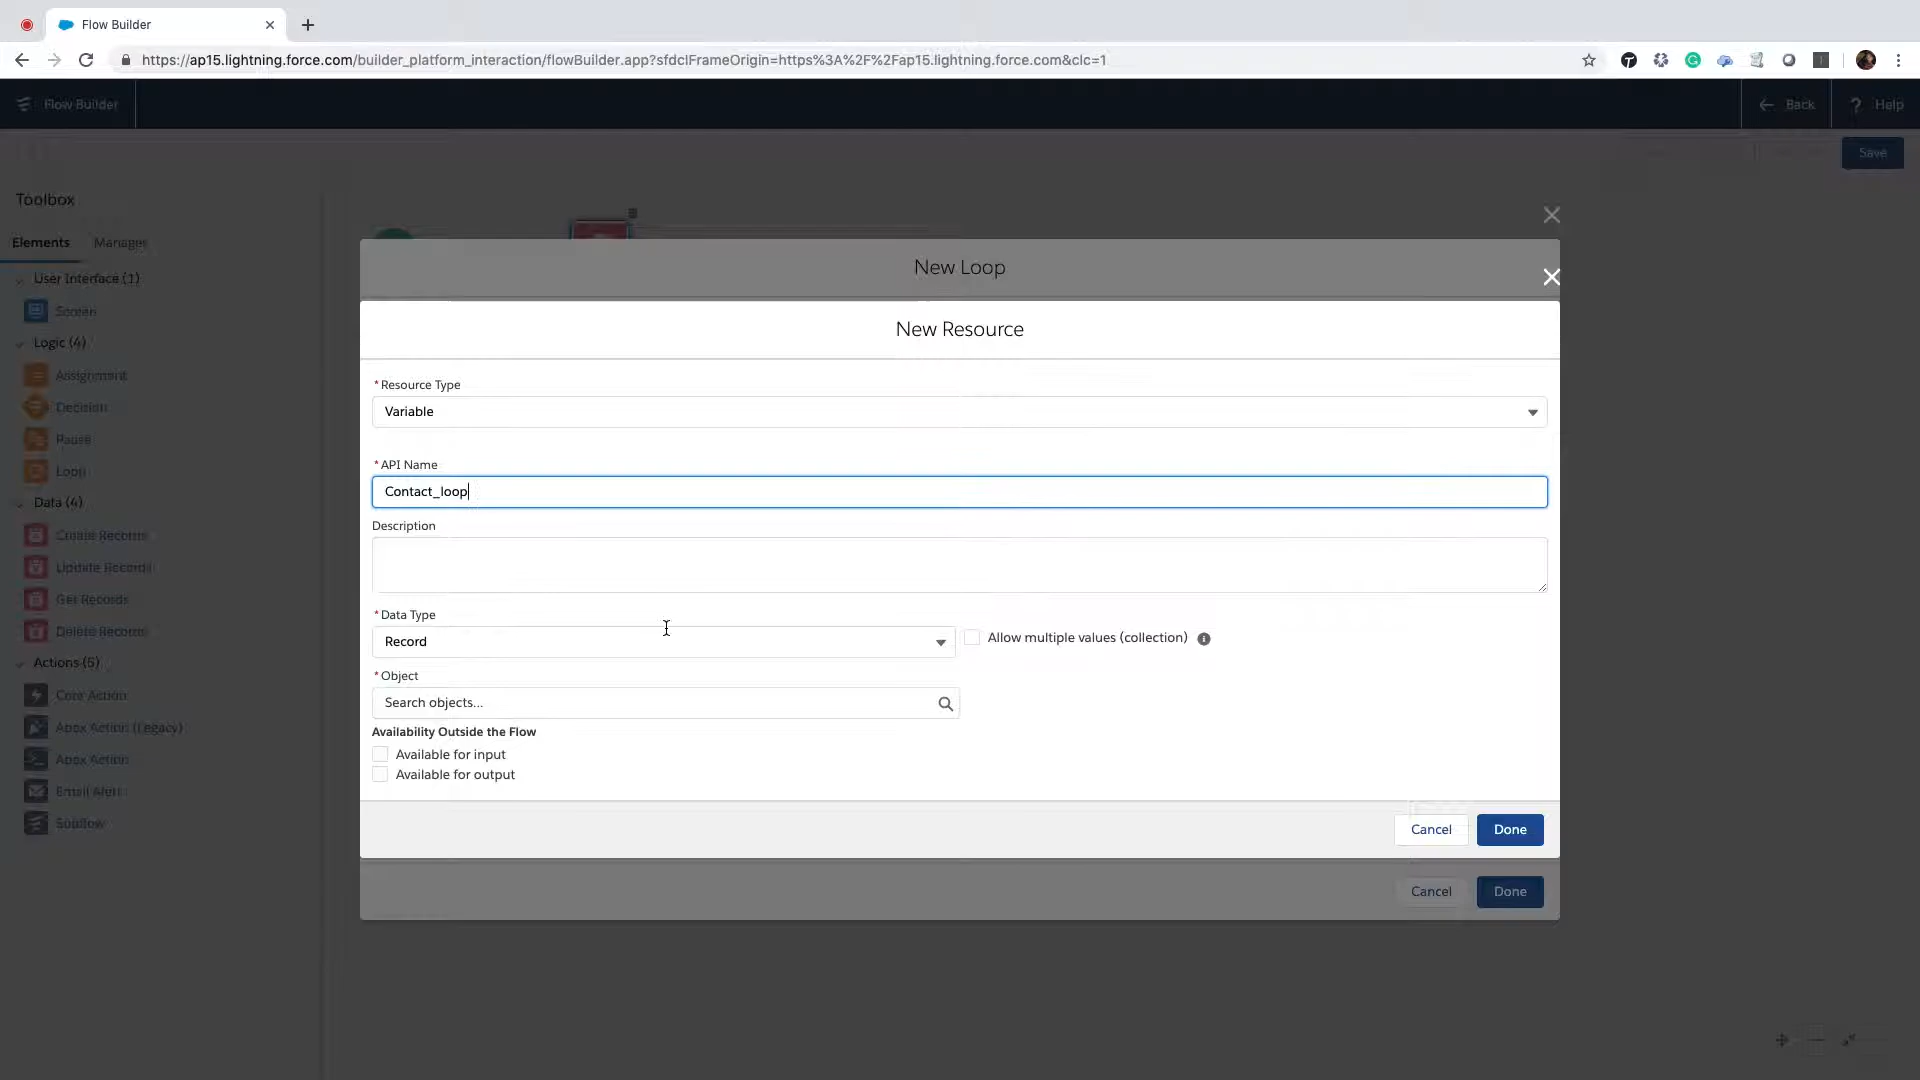 Flow Builder
https://ap15.lightning.force.com/builder_platform_interaction/flowBuilder.app?sfdcIFrameOrigin=https%3A%2F%2Fap15.lightning.force.com&clc=1
Flow Builder
Back
? Help
Save
Toolbox
Elements
Manager
New Loop
User Interface (1)
Screen
New Resource
Logic (4)
* Resource Type
Assignment
Variable
Decision
Pause
* API Name
Loop
Contact_loop
Data (4)
Description
Create Records
Update Records
Get Records
* Data Type
Delete Records
Record
Allow multiple values (collection)
Actions (5)
* Object
Core Action
Search objects...
Apex Action (Legacy)
Availability Outside the Flow
Apex Action
Available for input
Available for output
Email Alert
Subflow
Cancel
Done
Cancel
Done